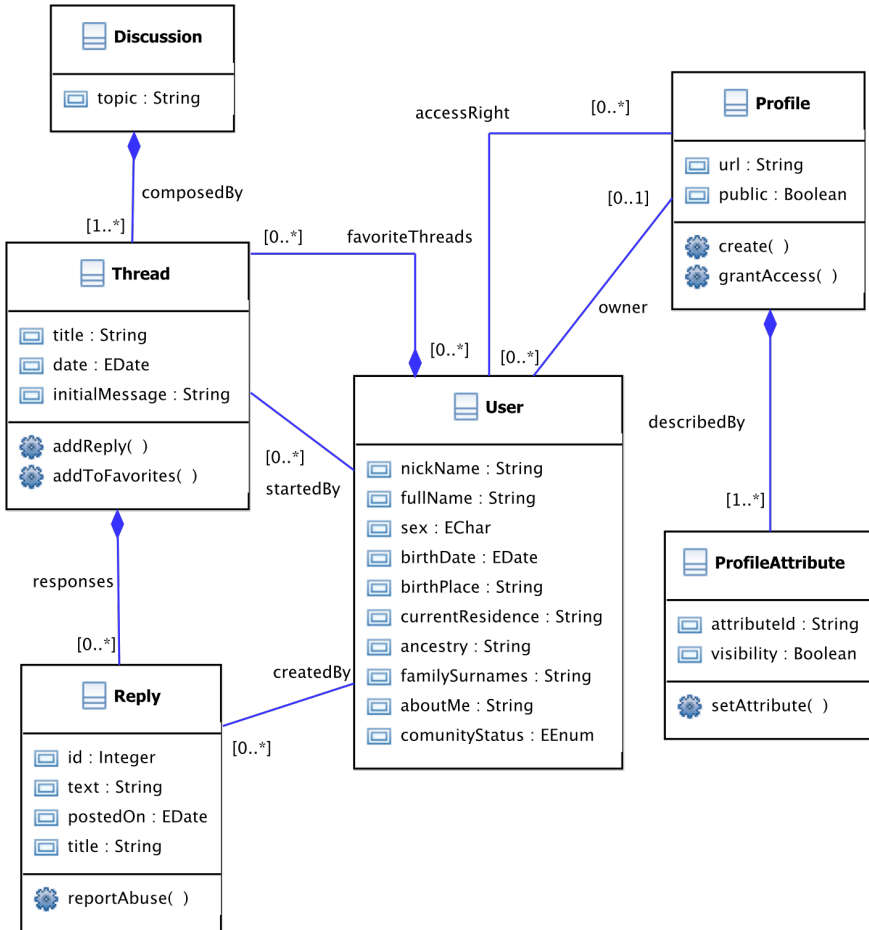 Discussion
topic : String
composedBy
[1..*]
Thread
title : String
date : EDate
initialMessage : String
addReply( )
addToFavorites( )
[0..*]
favoriteThreads
[0..*]
[0..*]
startedBy
responses
[0..*]
Reply
id : Integer
text : String
postedOn : EDate
title : String
reportAbuse( )
createdBy
[0..*]
User
nickName : String
fullName : String
sex : EChar
birthDate : EDate
birthPlace : String
currentResidence : String
ancestry : String
familySurnames : String
aboutMe : String
comunityStatus : EEnum
accessRight
[0..*]
[0..*]
[0..1]
owner
Profile
url : String
public : Boolean
create( )
grantAccess( )
describedBy
[1..*]
ProfileAttribute
attributeId : String
visibility : Boolean
setAttribute( )